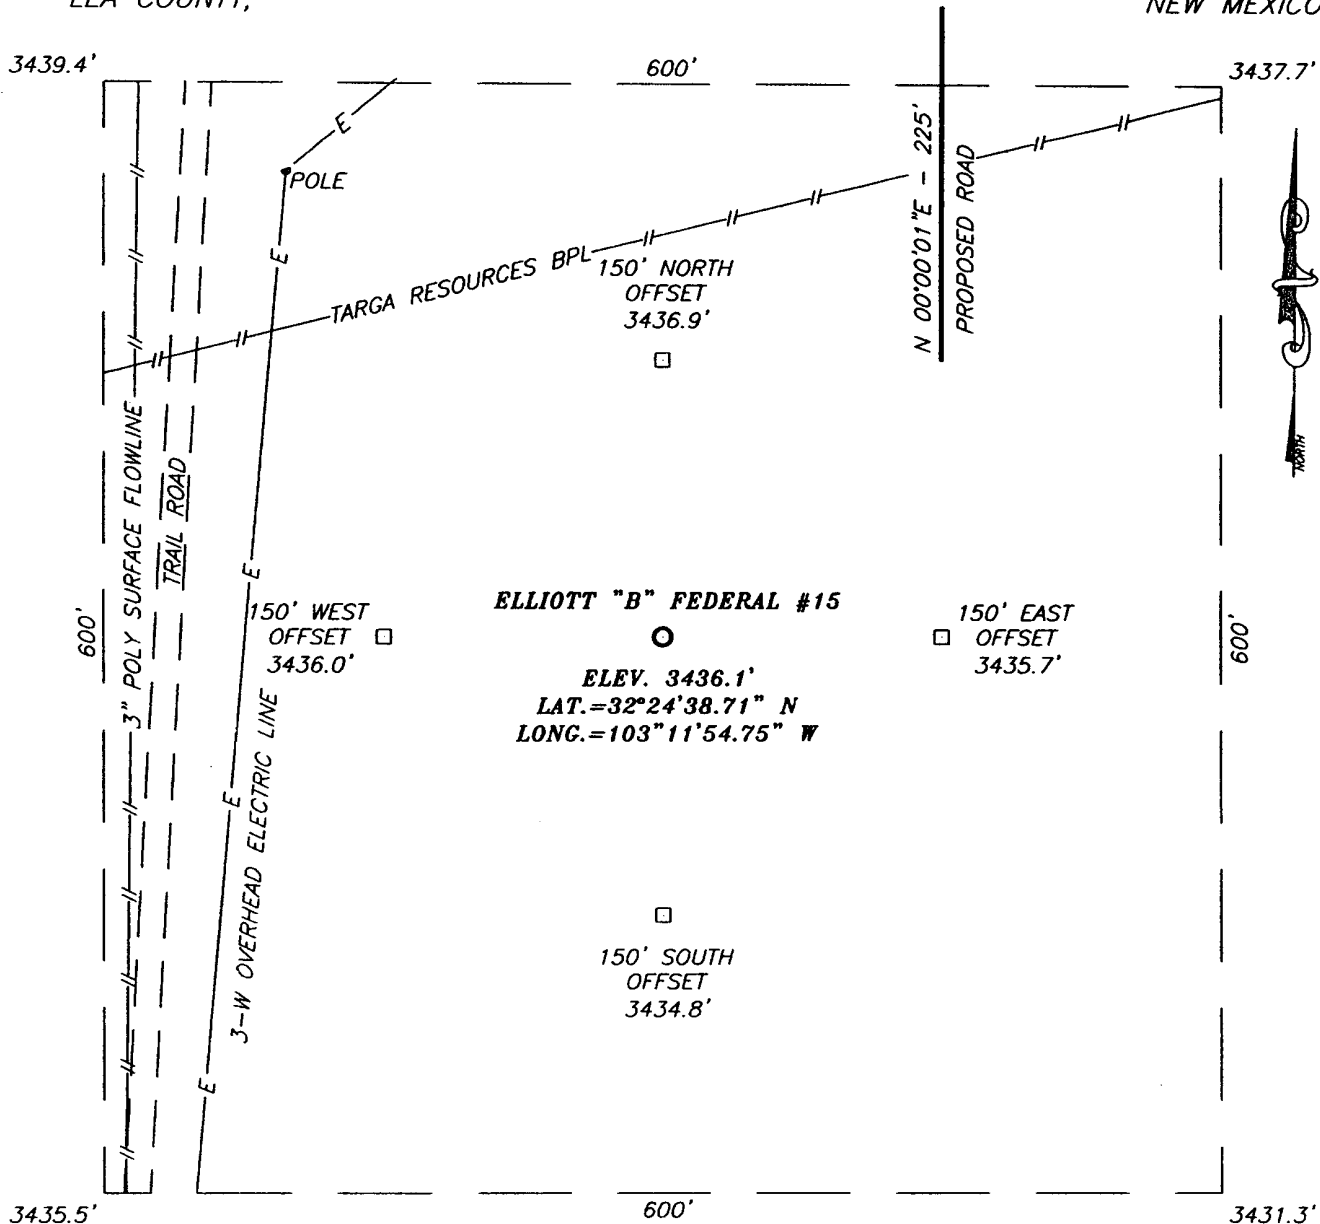 LEA COUNTY,
NEW MEXICO
3439.4'
600'
3437.7'
E
POLE
N 00°00'01"E - 225'
PROPOSED ROAD
E
TARGA RESOURCES BPL
150' NORTH
OFFSET
3436.9'
NORTH
3" POLY SURFACE FLOWLINE
TRAIL ROAD
E
600'
150' WEST
OFFSET
3436.0'
ELLIOTT "B" FEDERAL #15
ELEV. 3436.1'
LAT.=32°24'38.71" N
LONG.=103"11'54.75" W
150' EAST
OFFSET
3435.7'
600'
E
3-W OVERHEAD ELECTRIC LINE
150' SOUTH
OFFSET
3434.8'
E
3435.5'
600'
3431.3'